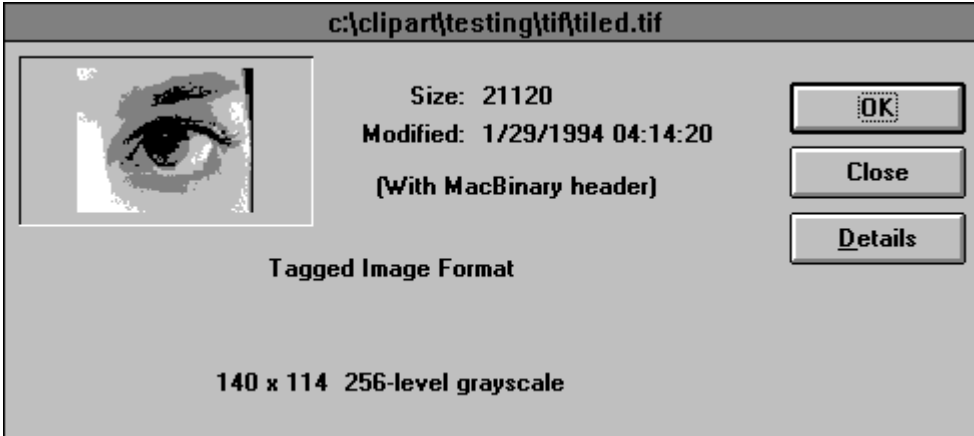 c:\clipart\testing\tif\tiled.tif
Size: 21120
Modified: 1/29/1994 04:14:20
(With MacBinary header)
Tagged Image Format
140 x 114 256-level grayscale
OK
Close
Details